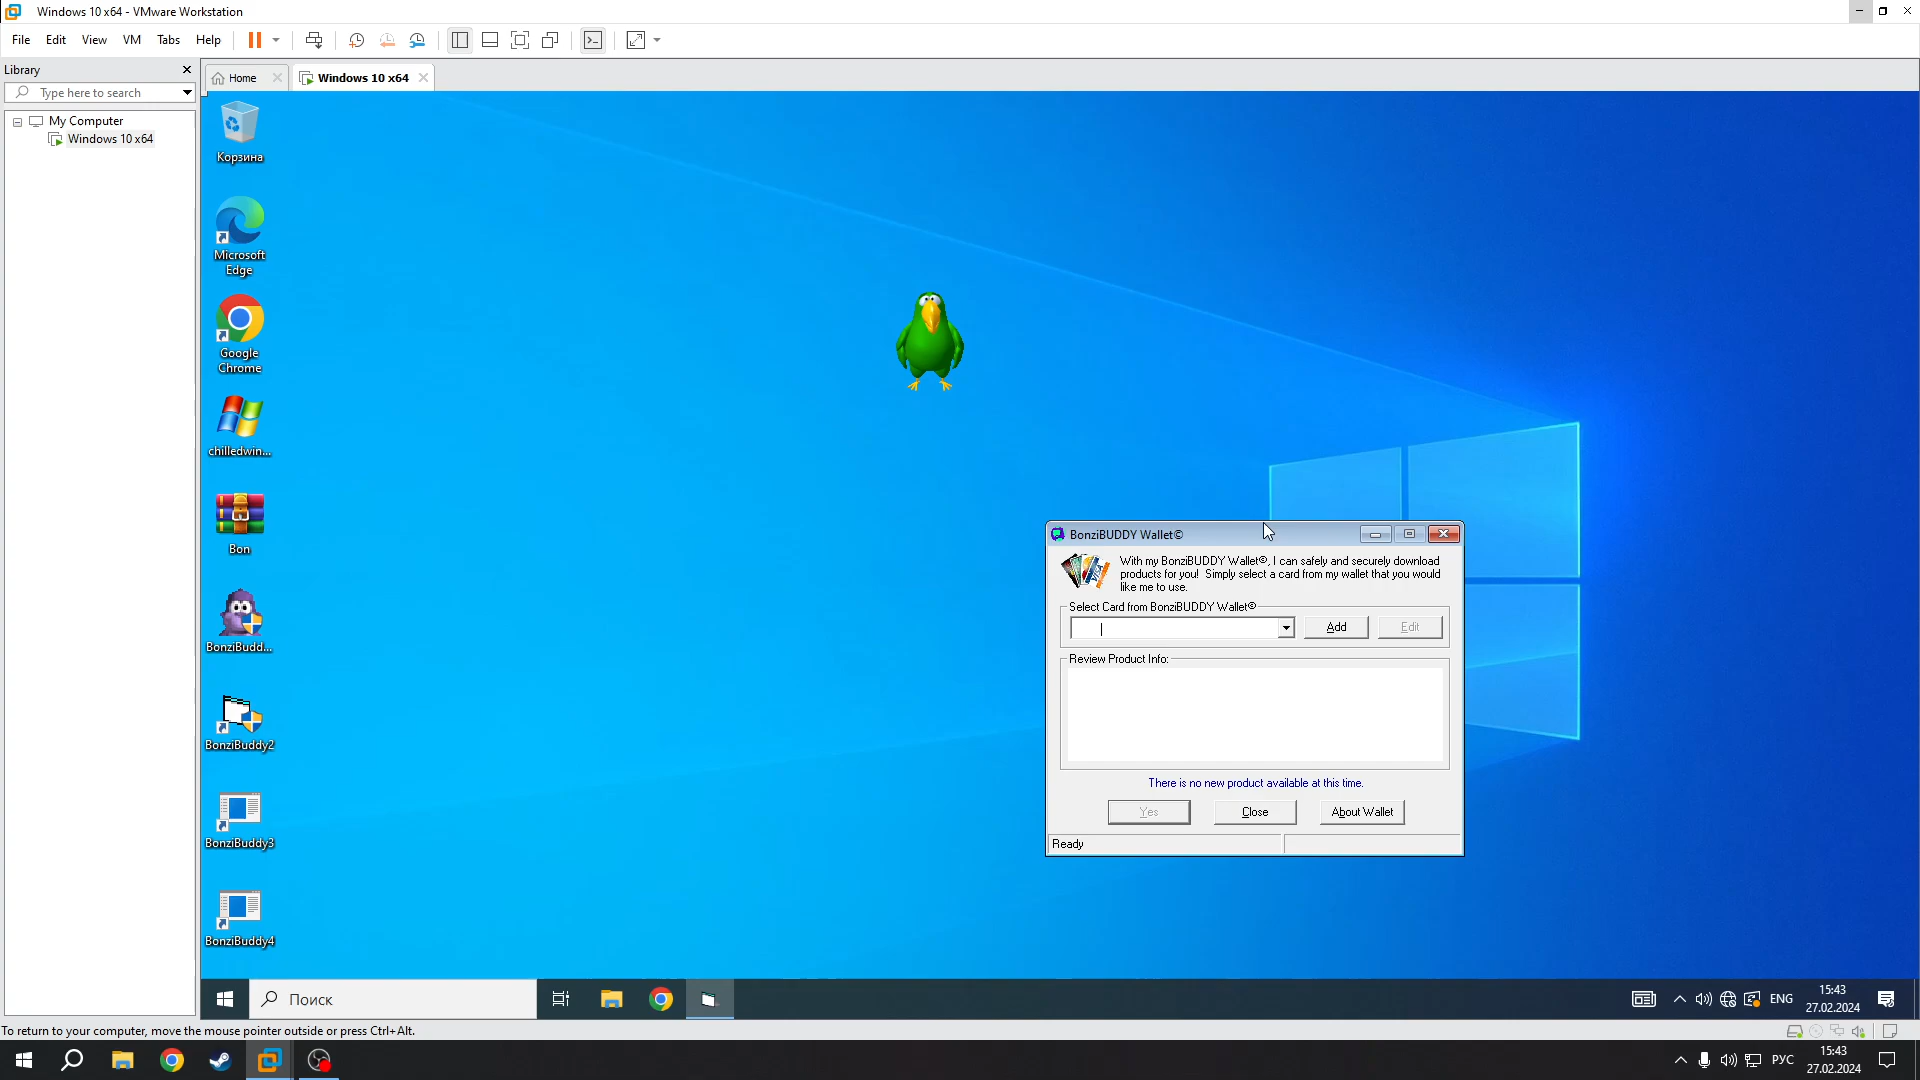 Windows 10 x64 - VMware Workstation
File Edit View VM Tabs Help
Library
Type here to search
My Computer
Windows 10 x64
Home
Windows 10 x64
Корзина
Microsoft
Edge
Google
Chrome
chilledwin...
Bon
BonziBudd...
BonziBuddy2
BonziBuddy3
BonziBuddy4
BonziBUDDY Wallet©
With my BonziBUDDY Wallet©, I can safely and securely download
products for you! Simply select a card from my wallet that you would
like me to use.
Select Card from BonziBUDDY Wallet©
Add
Edit
Review Product Info:
There is no new product available at this time.
Yes
Close
About Wallet
Ready
Поиск
ENG
15:43
27.02.2024
To return to your computer, move the mouse pointer outside or press Ctrl+Alt.
РУС
15:43
27.02.2024